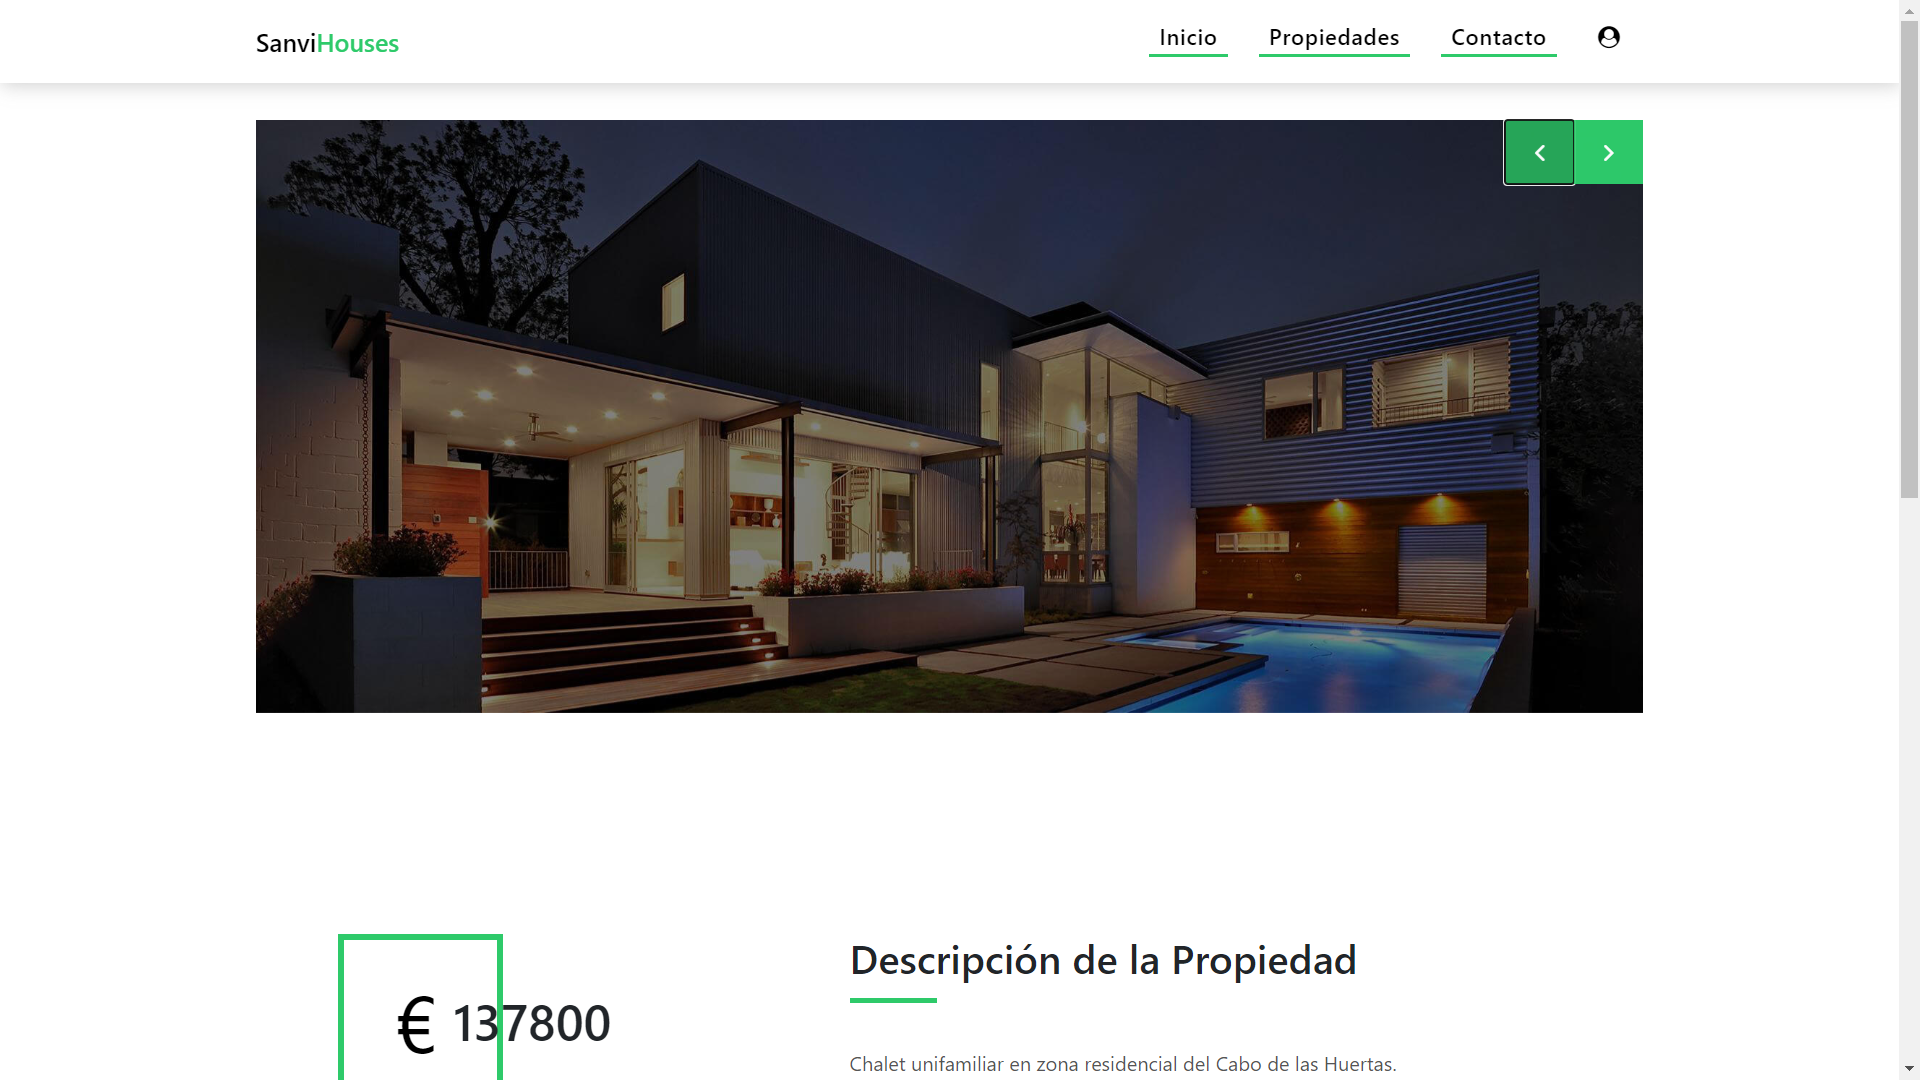 SanviHouses
Inicio
Propiedades
Contacto
€ 137800
Descripción de la Propiedad
Chalet unifamiliar en zona residencial del Cabo de las Huertas.